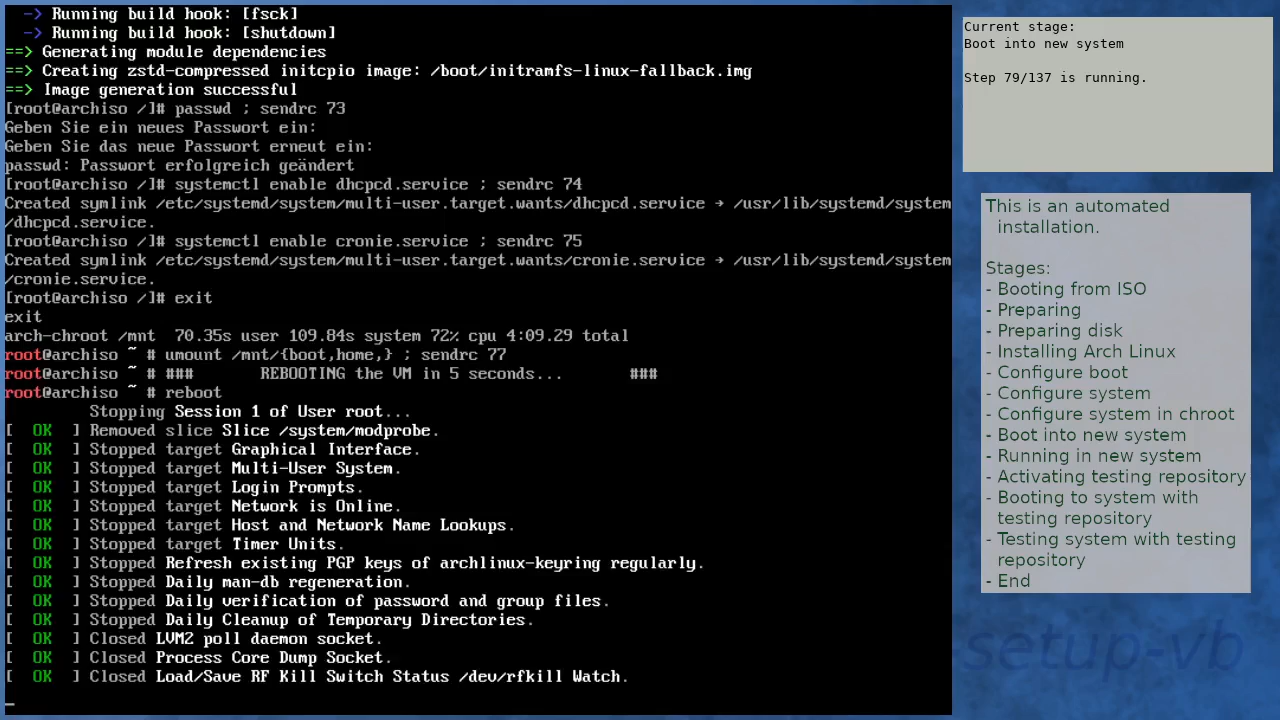 -> Running build hook: [fsck]
-> Running build hook: [shutdown]
==> Generating module dependencies
==> Creating zstd-compressed initcpio image: /boot/initramfs-linux-fallback.img
==> Image generation successful
[root@archiso /]# passwd ; sendrc 73
Geben Sie ein neues Passwort ein:
Geben Sie das neue Passwort erneut ein:
passwd: Passwort erfolgreich geändert
[root@archiso /]# systemctl enable dhcpcd.service ; sendrc 74
Created symlink /etc/systemd/system/multi-user.target.wants/dhcpcd.service → /usr/lib/systemd/system
/dhcpcd.service.
[root@archiso /]# systemctl enable cronie.service ; sendrc 75
Created symlink /etc/systemd/system/multi-user.target.wants/cronie.service → /usr/lib/systemd/system
/cronie.service.
[root@archiso /]# exit
exit
arch-chroot /mnt  70.35s user 109.84s system 72% cpu 4:09.29 total
root@archiso ~ # umount /mnt/{boot,home,} ; sendrc 77
root@archiso ~ # ###       REBOOTING the VM in 5 seconds...       ###
root@archiso ~ # reboot
Stopping Session 1 of User root...
[  OK  ] Removed slice Slice /system/modprobe.
[  OK  ] Stopped target Graphical Interface.
[  OK  ] Stopped target Multi-User System.
[  OK  ] Stopped target Login Prompts.
[  OK  ] Stopped target Network is Online.
[  OK  ] Stopped target Host and Network Name Lookups.
[  OK  ] Stopped target Timer Units.
[  OK  ] Stopped Refresh existing PGP keys of archlinux-keyring regularly.
[  OK  ] Stopped Daily man-db regeneration.
[  OK  ] Stopped Daily verification of password and group files.
[  OK  ] Stopped Daily Cleanup of Temporary Directories.
[  OK  ] Closed LVM2 poll daemon socket.
[  OK  ] Closed Process Core Dump Socket.
[  OK  ] Closed Load/Save RF Kill Switch Status /dev/rfkill Watch.
_
Current stage:
Boot into new system
Step 79/137 is running.
This is an automated
installation.
Stages:
- Booting from ISO
- Preparing
- Preparing disk
- Installing Arch Linux
- Configure boot
- Configure system
- Configure system in chroot
- Boot into new system
- Running in new system
- Activating testing repository
- Booting to system with
testing repository
- Testing system with testing
repository
- End
setup-vb